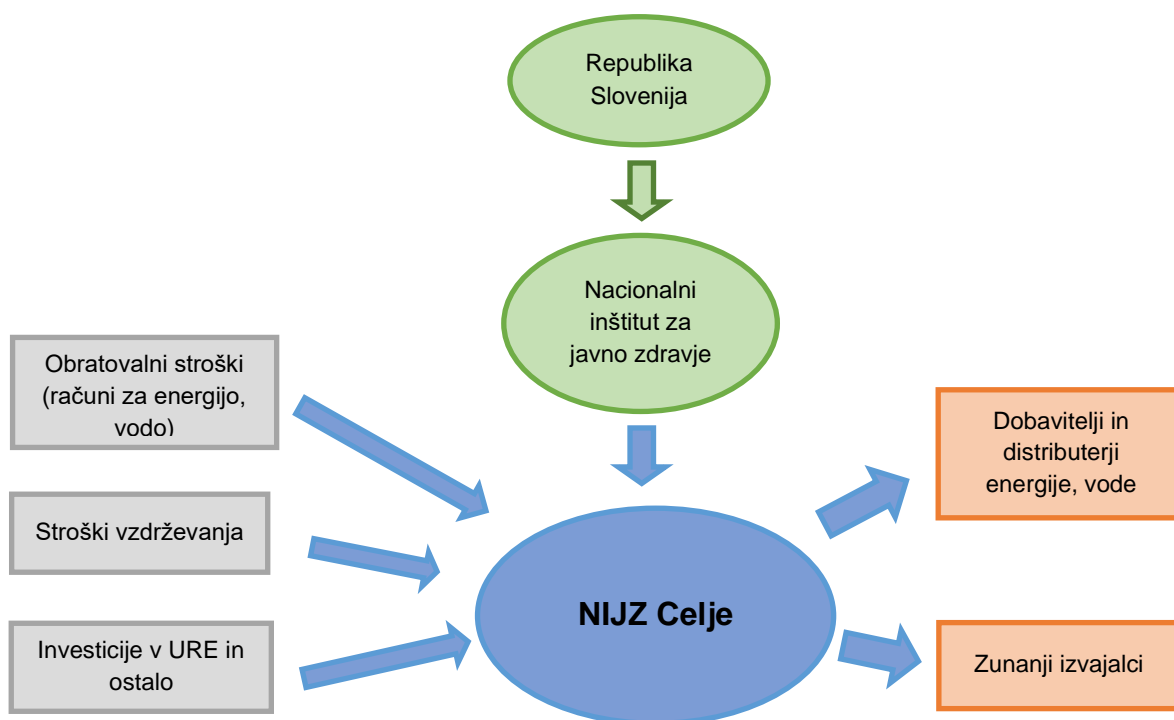 Republika
Slovenija
Nacionalni
inštitut za
javno zdravje
Obratovalni stroški
(računi za energijo,
vodo)
Stroški vzdrževanja
Investicije v URE in
ostalo
NIJZ Celje
Dobavitelji in
distributerji
energije, vode
Zunanji izvajalci